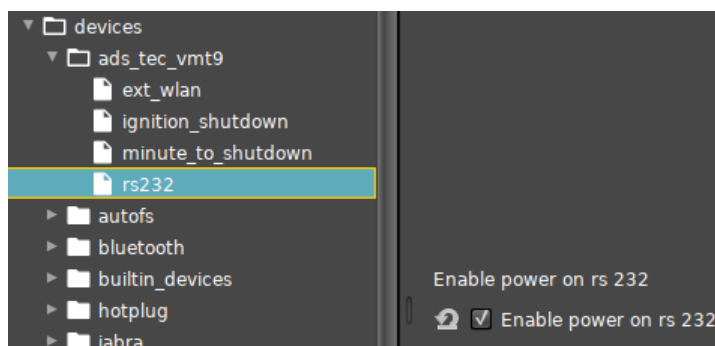 devices
ads_tec_vmt9
ext_wlan
ignition_shutdown
minute_to_shutdown
rs232
autofs
bluetooth
builtin_devices
hotplug
jabra
Enable power on rs 232
Enable power on rs 232